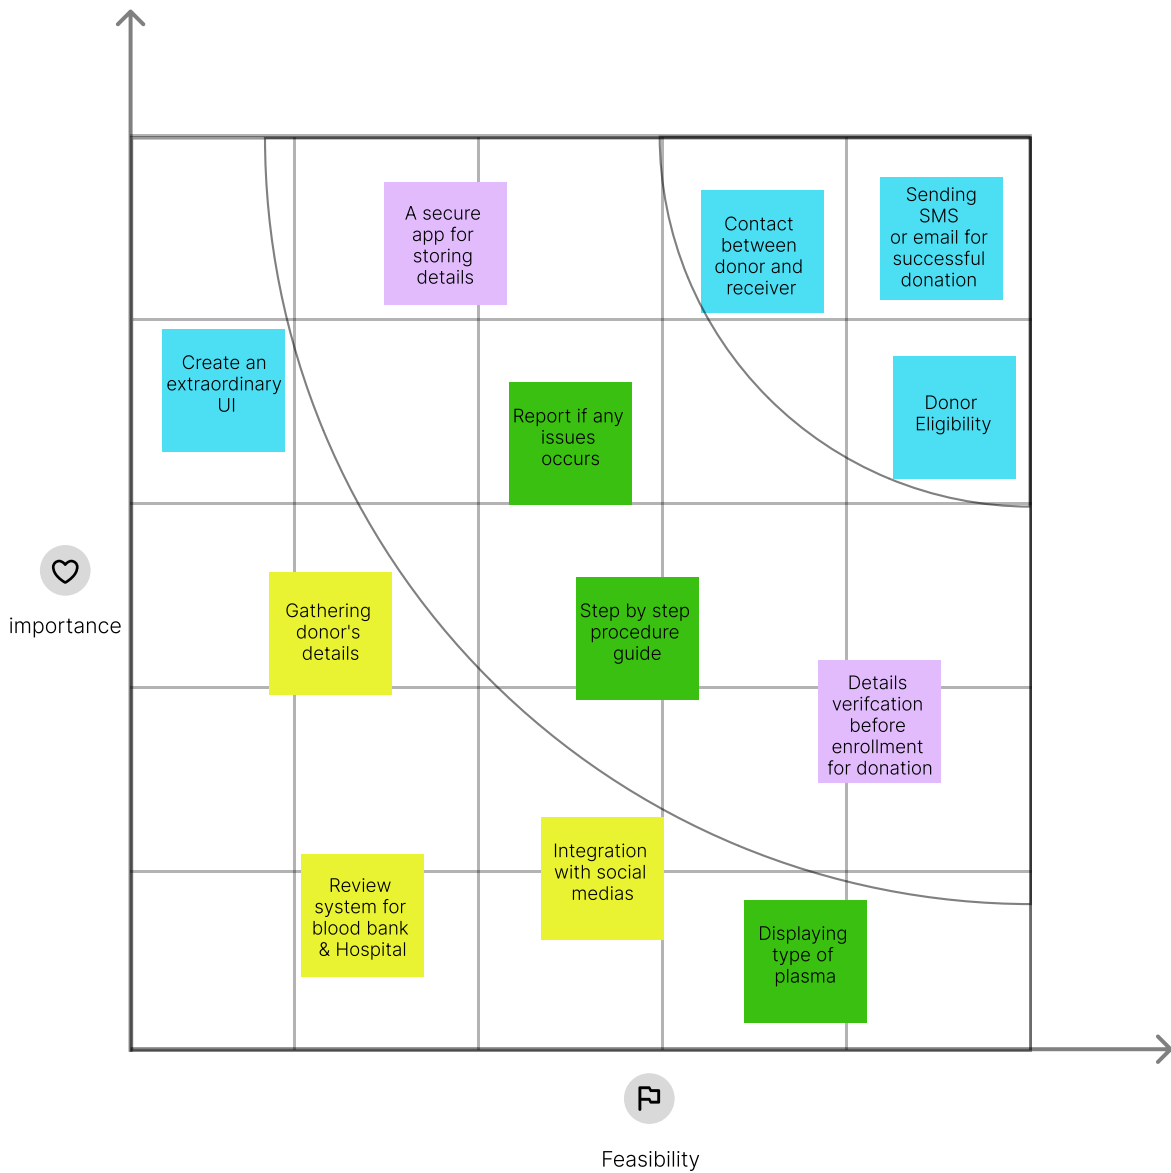 A secure
app for
storing
details
Contact
between
donor and
receiver
Sending
SMS
or email for
successful
donation
Create an
extraordinary
UI
Report if any
issues
occurs
Donor
Eligibility
importance
Gathering
donor's
details
Step by step
procedure
guide
Details
verifcation
before
enrollment
for donation
Review
system for
blood bank
& Hospital
Integration
with social
medias
Displaying
type of
plasma
Feasibility